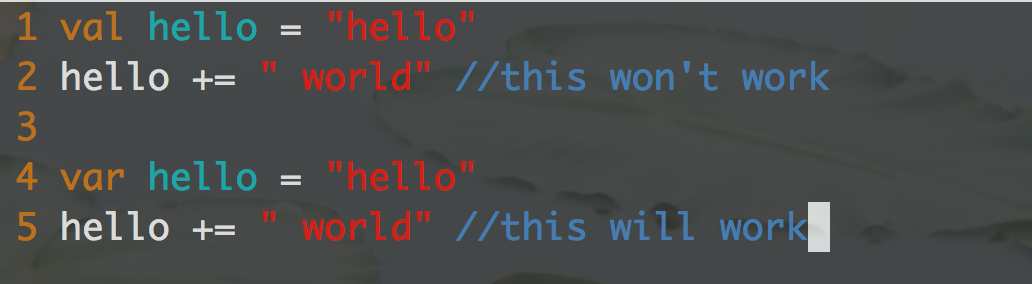 1 val hello = "hello"
2 hello += " world" //this won't work
3
4 var hello = "hello"
5 hello += " world" //this will work